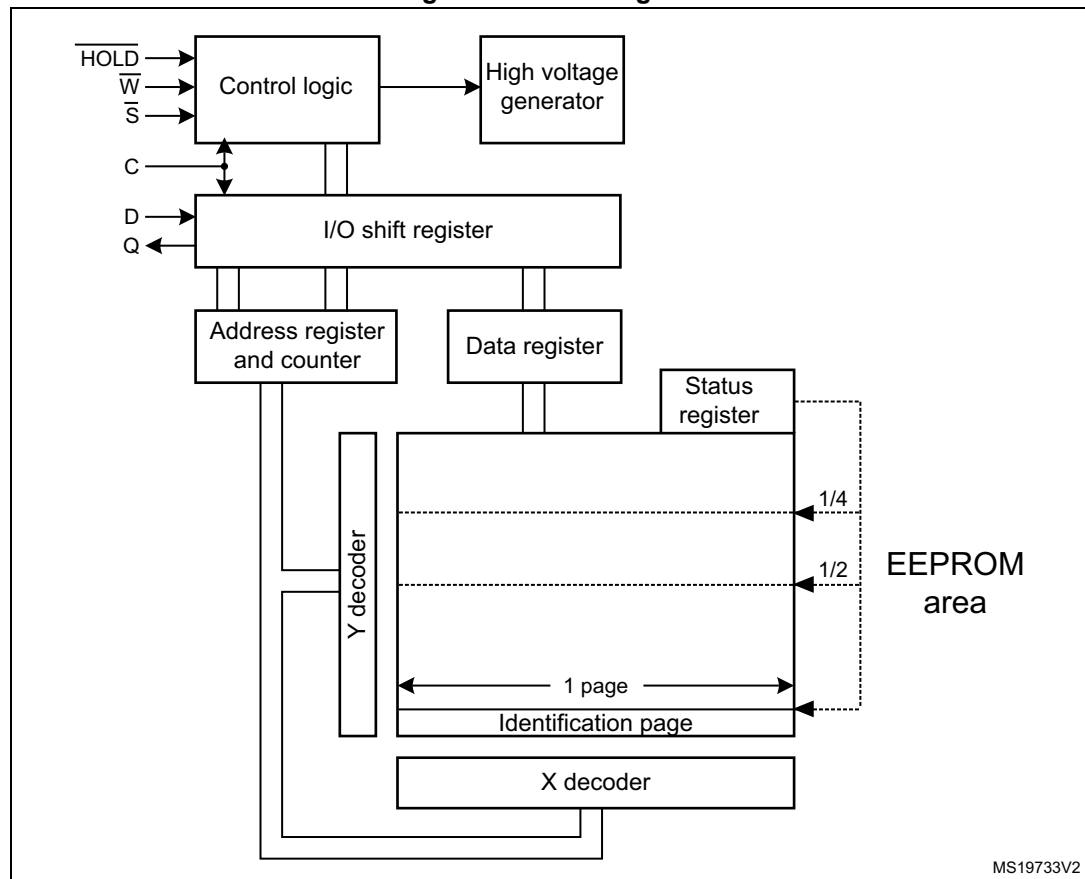 HOLD
W
S
C
D
Q
Control logic
High voltage
generator
I/O shift register
Address register
and counter
Data register
Status
register
Y decoder
1/4
1/2
EEPROM
area
1 page
Identification page
X decoder
MS19733V2